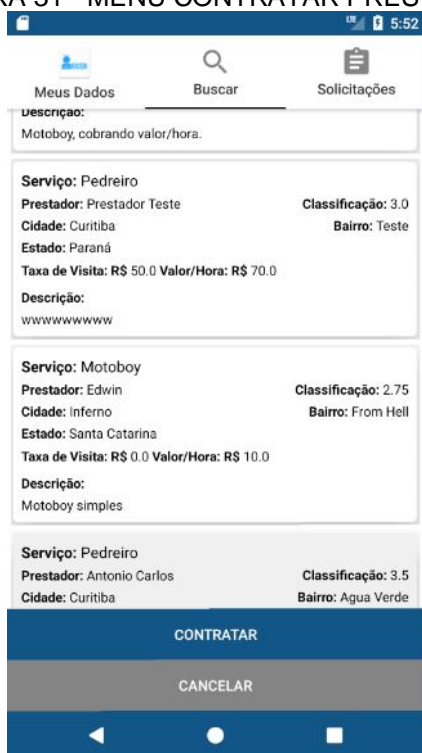 31 - MENU CONTRATAR
5:52
Meus Dados Buscar Solicitações
Descrição:
Motoboy, cobrando valor/hora.
Serviço: Pedreiro
Prestador: Prestador Teste Classificação: 3.0
Cidade: Curitiba Bairro: Teste
Estado: Paraná
Taxa de Visita: R$ 50.0 Valor/Hora: R$ 70.0
Descrição:
wwwwwwwww
Serviço: Motoboy
Prestador: Edwin Classificação: 2.75
Cidade: Inferno Bairro: From Hell
Estado: Santa Catarina
Taxa de Visita: R$ 0.0 Valor/Hora: R$ 10.0
Descrição:
Motoboy simples
Serviço: Pedreiro
Prestador: Antonio Carlos Classificação: 3.5
Cidade: Curitiba Bairro: Agua Verde
CONTRATAR
CANCELAR